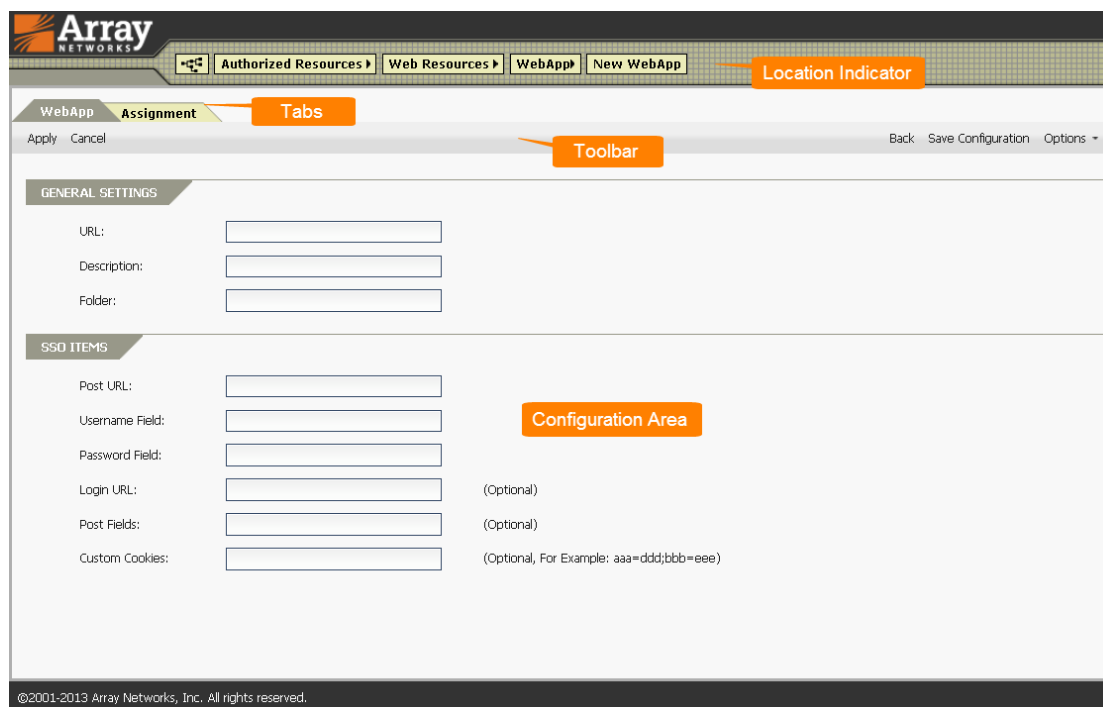 Array
NETWORKS
Authorized Resources Web Resources WebApp New WebApp
Location Indicator
WebApp Assignment
Tabs
Apply Cancel
Toolbar
Back Save Configuration Options
GENERAL SETTINGS
URL:
Description:
Folder:
SSO ITEMS
Post URL:
Username Field:
Configuration Area
Password Field:
Login URL: (Optional)
Post Fields: (Optional)
Custom Cookies: (Optional, For Example: aaa=ddd;bbb=eee)
©2001-2013 Array Networks, Inc. All rights reserved.